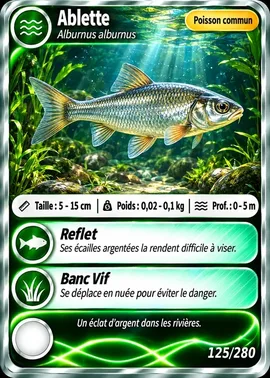 Ablette
Alburnus alburnus
Poisson commun
Taille : 5 - 15 cm | Poids : 0,02 - 0,1 kg | Prof. : 0 - 5 m
Reflet
Ses écailles argentées la rendent difficile à viser.
Banc Vif
Se déplace en nuée pour éviter le danger.
Un éclat d'argent dans les rivières.
125/280